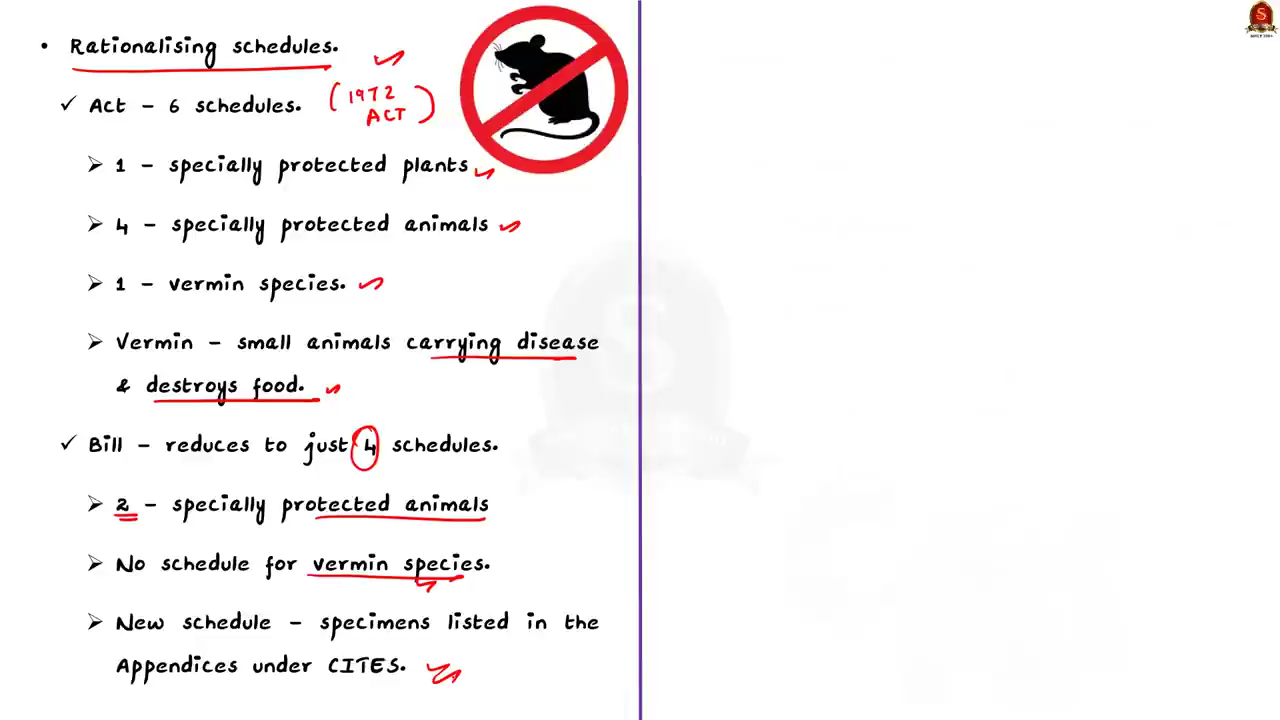 • Rationalising schedules.
✓ Act - 6 schedules. (1972
ACT)
➢ 1 - specially protected plants
➢ 4 - specially protected animals
➢ 1 - vermin species.
➢ Vermin - small animals carrying disease
& destroys food.
✓ Bill - reduces to just 4 schedules.
➢ 2 - specially protected animals
➢ No schedule for vermin species.
➢ New schedule - specimens listed in the
Appendices under CITES.
S